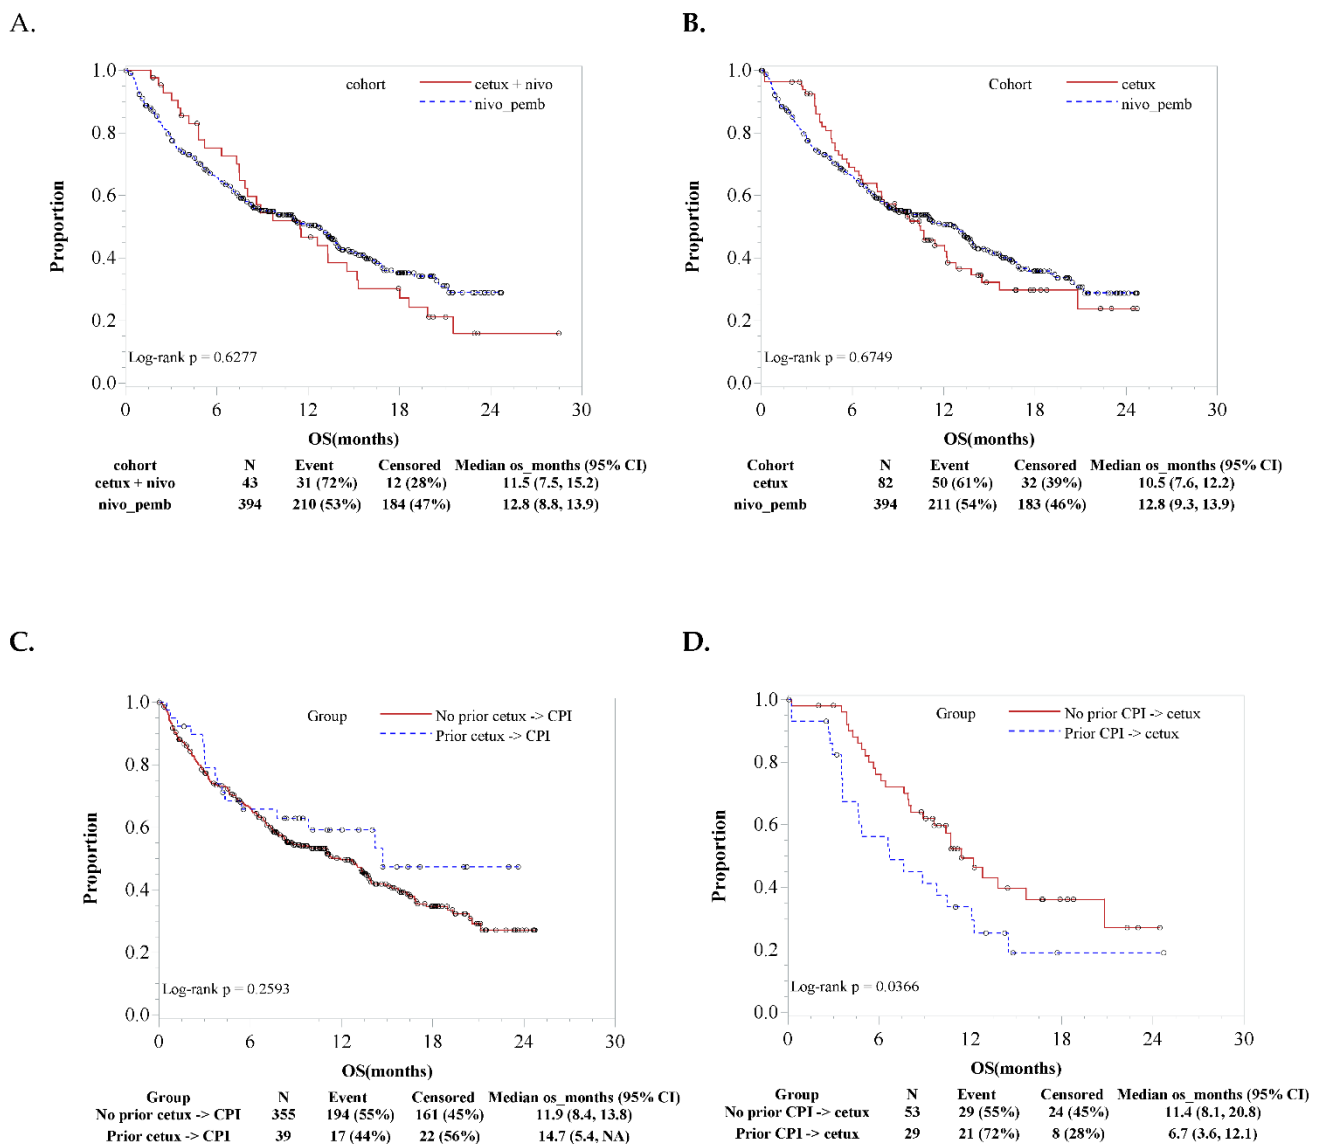 A.
cohort
cetux + nivo
nivo_pemb
1.0
0.8
0.6
0.4
0.2
0.0
Proportion
Log-rank p = 0.6277
0 6 12 18 24 30
OS(months)
cohort N Event Censored Median os_months (95% CI)
cetux + nivo 43 31 (72%) 12 (28%) 11.5 (7.5, 15.2)
nivo_pemb 394 210 (53%) 184 (47%) 12.8 (8.8, 13.9)
B.
Cohort
cetux
nivo_pemb
1.0
0.8
0.6
0.4
0.2
0.0
Proportion
Log-rank p = 0.6749
0 6 12 18 24 30
OS(months)
Cohort N Event Censored Median os_months (95% CI)
cetux 82 50 (61%) 32 (39%) 10.5 (7.6, 12.2)
nivo_pemb 394 211 (54%) 183 (46%) 12.8 (9.3, 13.9)
C.
Group
No prior cetux -> CPI
Prior cetux -> CPI
1.0
0.8
0.6
0.4
0.2
0.0
Proportion
Log-rank p = 0.2593
0 6 12 18 24 30
OS(months)
Group N Event Censored Median os_months (95% CI)
No prior cetux -> CPI 355 194 (55%) 161 (45%) 11.9 (8.4, 13.8)
Prior cetux -> CPI 39 17 (44%) 22 (56%) 14.7 (5.4, NA)
D.
Group
No prior CPI -> cetux
Prior CPI -> cetux
1.0
0.8
0.6
0.4
0.2
0.0
Proportion
Log-rank p = 0.0366
0 6 12 18 24 30
OS(months)
Group N Event Censored Median os_months (95% CI)
No prior CPI -> cetux 53 29 (55%) 24 (45%) 11.4 (8.1, 20.8)
Prior CPI -> cetux 29 21 (72%) 8 (28%) 6.7 (3.6, 12.1)